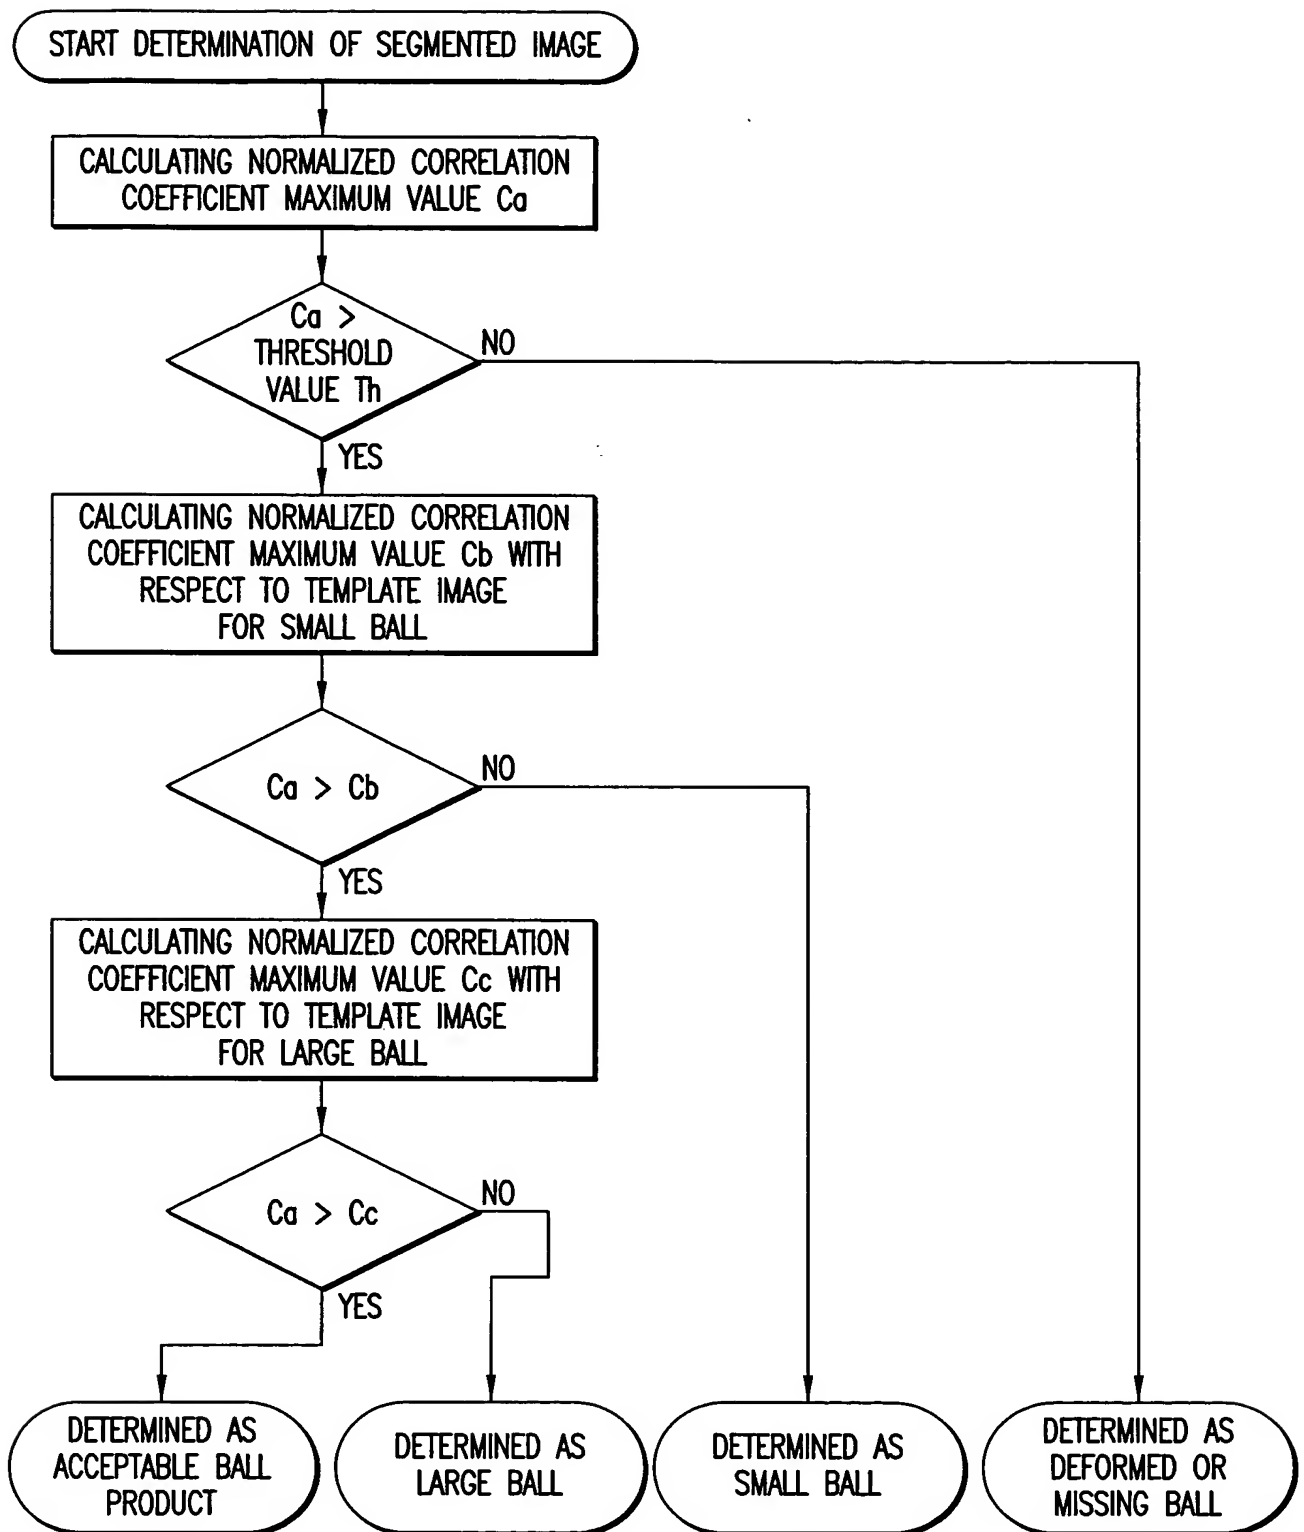 START DETERMINATION OF SEGMENTED IMAGE
CALCULATING NORMALIZED CORRELATION
COEFFICIENT MAXIMUM VALUE Ca
Ca >
THRESHOLD
VALUE Th
NO
YES
CALCULATING NORMALIZED CORRELATION
COEFFICIENT MAXIMUM VALUE Cb WITH
RESPECT TO TEMPLATE IMAGE
FOR SMALL BALL
Ca > Cb
NO
YES
CALCULATING NORMALIZED CORRELATION
COEFFICIENT MAXIMUM VALUE Cc WITH
RESPECT TO TEMPLATE IMAGE
FOR LARGE BALL
Ca > Cc
NO
YES
DETERMINED AS
ACCEPTABLE BALL
PRODUCT
DETERMINED AS
LARGE BALL
DETERMINED AS
SMALL BALL
DETERMINED AS
DEFORMED OR
MISSING BALL